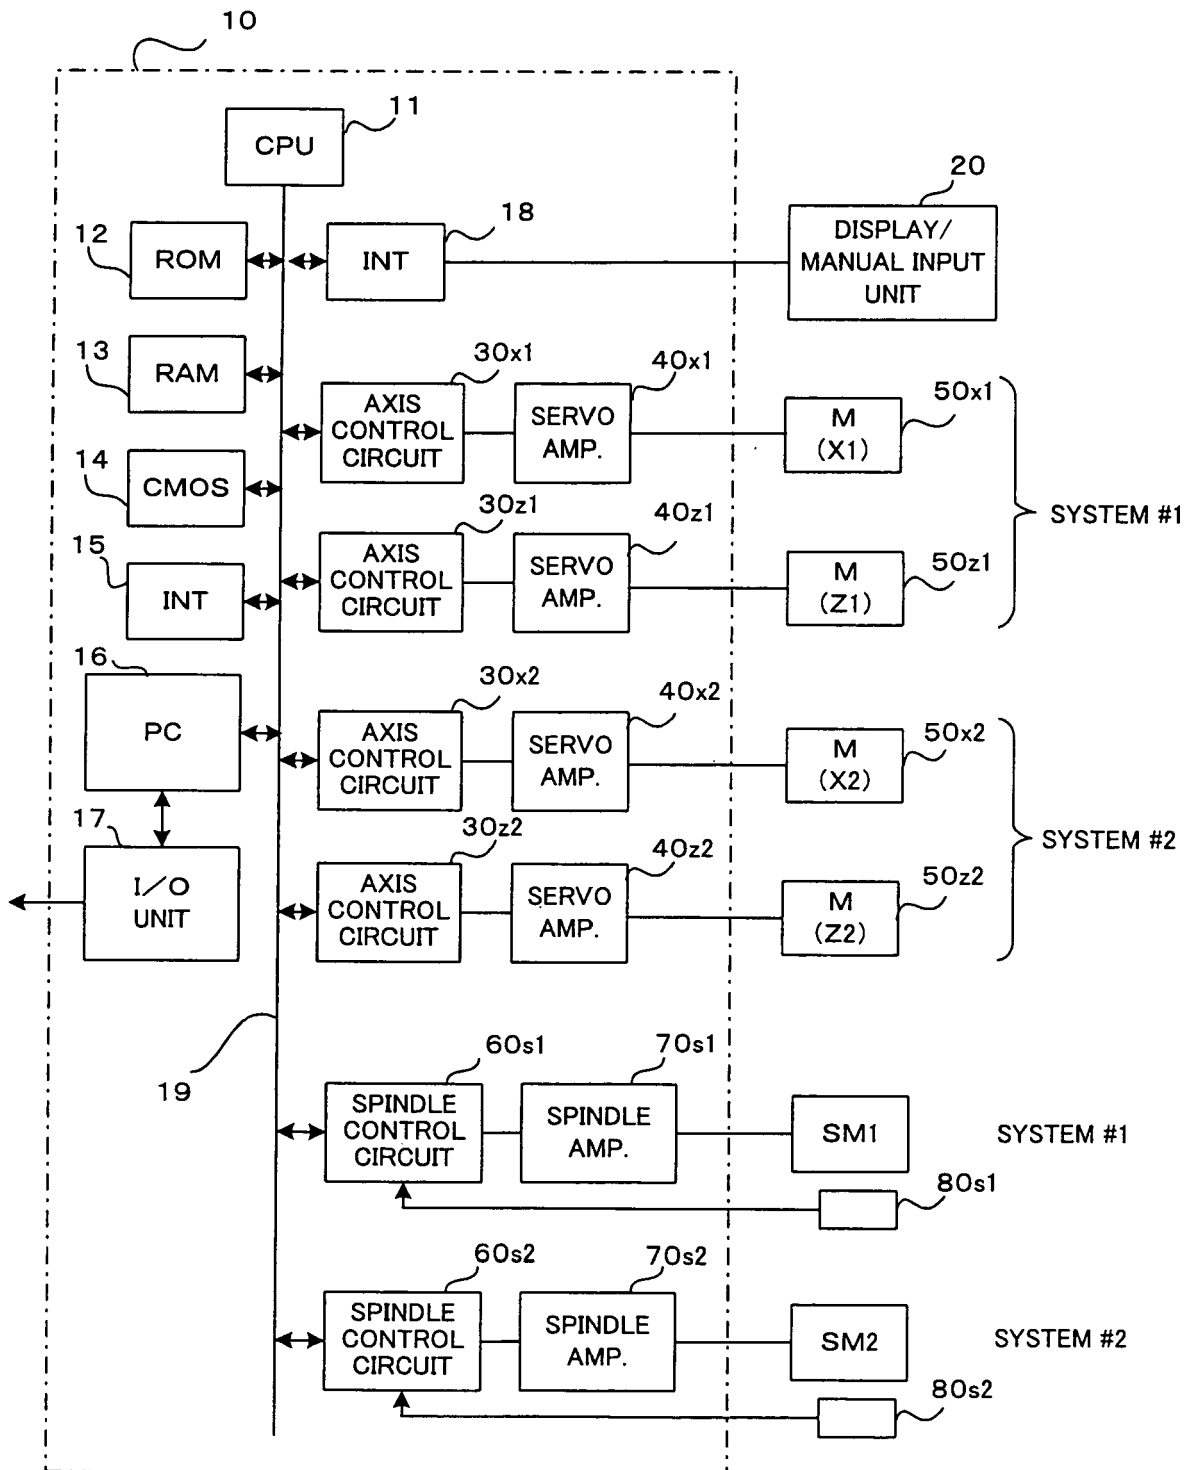 10
11
CPU
20
12
ROM
18
INT
DISPLAY/
MANUAL INPUT
UNIT
13
RAM
30x1
AXIS
CONTROL
CIRCUIT
40x1
SERVO
AMP.
50x1
M
(X1)
14
CMOS
SYSTEM #1
30z1
AXIS
CONTROL
CIRCUIT
40z1
SERVO
AMP.
50z1
M
(Z1)
15
INT
16
PC
30x2
AXIS
CONTROL
CIRCUIT
40x2
SERVO
AMP.
50x2
M
(X2)
17
I/O
UNIT
SYSTEM #2
30z2
AXIS
CONTROL
CIRCUIT
40z2
SERVO
AMP.
50z2
M
(Z2)
19
60s1
SPINDLE
CONTROL
CIRCUIT
70s1
SPINDLE
AMP.
SM1
SYSTEM #1
80s1
60s2
SPINDLE
CONTROL
CIRCUIT
70s2
SPINDLE
AMP.
SM2
SYSTEM #2
80s2